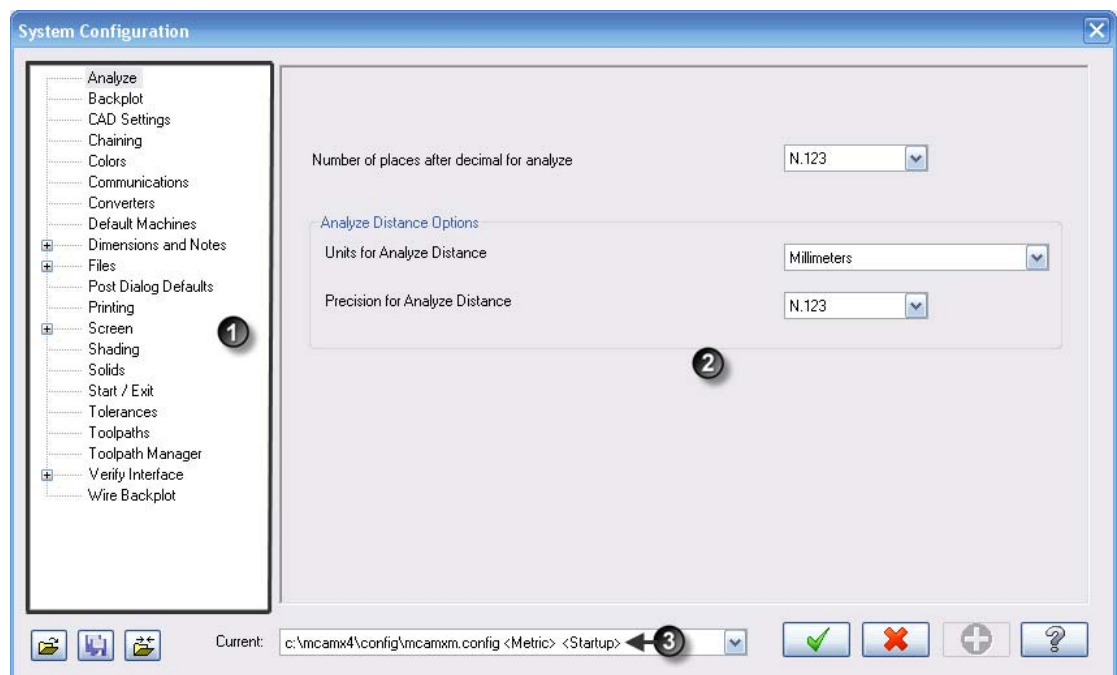 System Configuration
Analyze
Backplot
CAD Settings
Chaining
Colors
Communications
Converters
Default Machines
Dimensions and Notes
Files
Post Dialog Defaults
Printing
Screen
Shading
Solids
Start / Exit
Tolerances
Toolpaths
Toolpath Manager
Verify Interface
Wire Backplot
1
Number of places after decimal for analyze N.123
Analyze Distance Options
Units for Analyze Distance Millimeters
Precision for Analyze Distance N.123
2
Current: c:\mcamx4\config\mcamxm.config <Metric> <Startup> 3
?